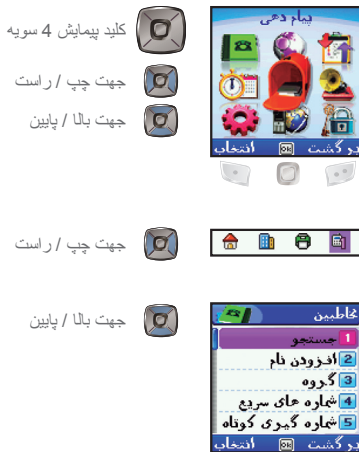 کلید پیمایش 4 سویه
جهت چپ / راست
جهت بالا / پایین
پیام دهی
برگشت Ok انتخاب
جهت چپ / راست
جهت بالا / پایین
مخاطبین
1 جستجو
2 افزودن نام
3 گروه
4 شماره های سریع
5 شماره گیری کوتاه
برگشت Ok انتخاب